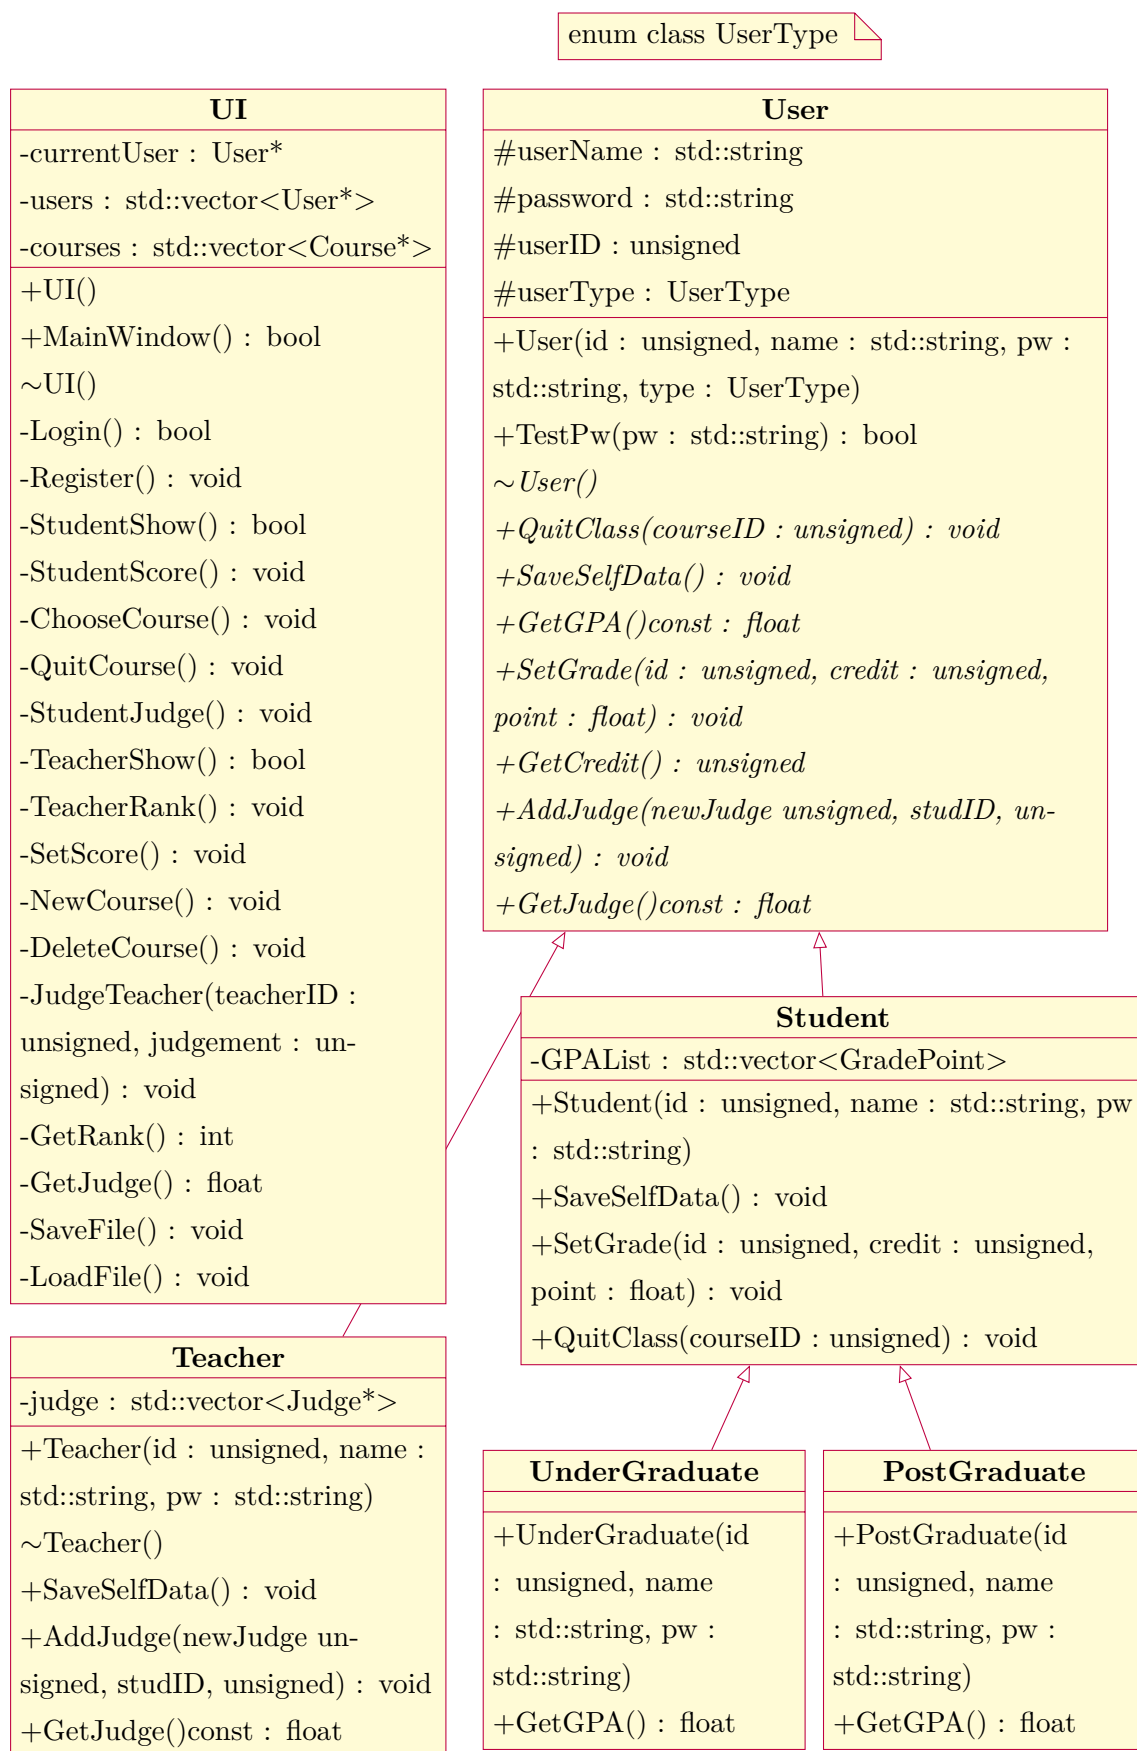 enum class UserType
UI
-currentUser : User*
-users : std::vector<User*>
-courses : std::vector<Course*>
+UI()
+MainWindow() : bool
~UI()
-Login() : bool
-Register() : void
-StudentShow() : bool
-StudentScore() : void
-ChooseCourse() : void
-QuitCourse() : void
-StudentJudge() : void
-TeacherShow() : bool
-TeacherRank() : void
-SetScore() : void
-NewCourse() : void
-DeleteCourse() : void
-JudgeTeacher(teacherID :
unsigned, judgement : un-
signed) : void
-GetRank() : int
-GetJudge() : float
-SaveFile() : void
-LoadFile() : void
User
#userName : std::string
#password : std::string
#userID : unsigned
#userType : UserType
+User(id : unsigned, name : std::string, pw :
std::string, type : UserType)
+TestPw(pw : std::string) : bool
~User()
+QuitClass(courseID : unsigned) : void
+SaveSelfData() : void
+GetGPA()const : float
+SetGrade(id : unsigned, credit : unsigned,
point : float) : void
+GetCredit() : unsigned
+AddJudge(newJudge unsigned, studID, un-
signed) : void
+GetJudge()const : float
Student
-GPAList : std::vector<GradePoint>
+Student(id : unsigned, name : std::string, pw
: std::string)
+SaveSelfData() : void
+SetGrade(id : unsigned, credit : unsigned,
point : float) : void
+QuitClass(courseID : unsigned) : void
Teacher
-judge : std::vector<Judge*>
+Teacher(id : unsigned, name :
std::string, pw : std::string)
~Teacher()
+SaveSelfData() : void
+AddJudge(newJudge un-
signed, studID, unsigned) : void
+GetJudge()const : float
UnderGraduate
+UnderGraduate(id
: unsigned, name
: std::string, pw :
std::string)
+GetGPA() : float
PostGraduate
+PostGraduate(id
: unsigned, name
: std::string, pw :
std::string)
+GetGPA() : float